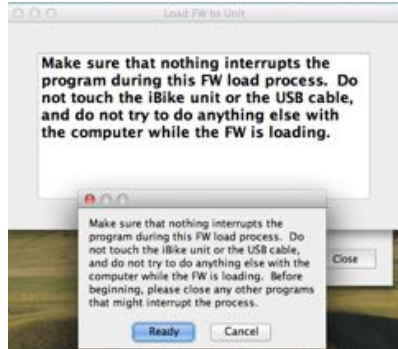 Load FW to Unit
Make sure that nothing interrupts the
program during this FW load process.  Do
not touch the iBike unit or the USB cable,
and do not try to do anything else with
the computer while the FW is loading.
Make sure that nothing interrupts the
program during this FW load process.  Do
not touch the iBike unit or the USB cable,
and do not try to do anything else with the
computer while the FW is loading.  Before
beginning, please close any other programs
that might interrupt the process.
Close
Ready Cancel